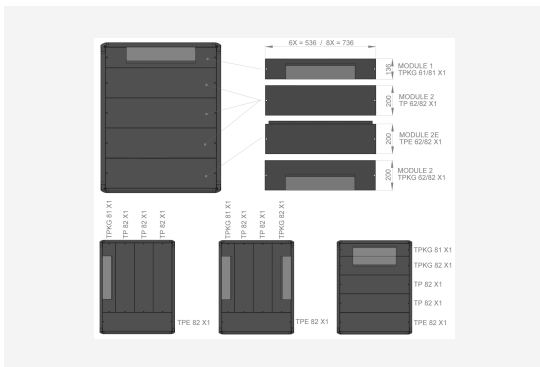 6X = 536 / 8X = 736
136
MODULE 1
TPKG 61/81 X1
200
MODULE 2
TP 62/82 X1
200
MODULE 2E
TPE 62/82 X1
200
MODULE 2
TPKG 62/82 X1
TPKG 81 X1
TP 82 X1
TP 82 X1
TP 82 X1
TPE 82 X1
TPKG 81 X1
TP 82 X1
TP 82 X1
TPKG 82 X1
TPE 82 X1
TPKG 81 X1
TPKG 82 X1
TP 82 X1
TP 82 X1
TPE 82 X1